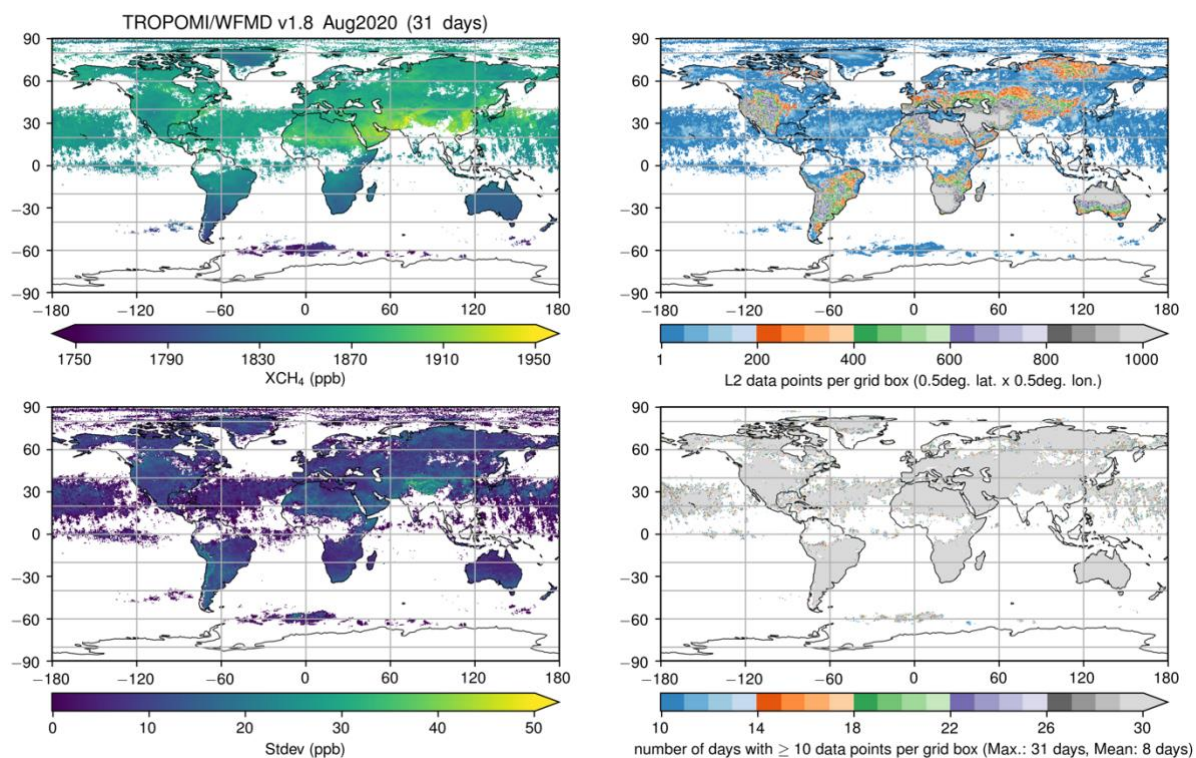 TROPOMI/WFMD v1.8 Aug2020 (31 days)
90
60
30
0
−30
−60
−90
−180 −120 −60 0 60 120 180
1750 1790 1830 1870 1910 1950
XCH₄ (ppb)
90
60
30
0
−30
−60
−90
−180 −120 −60 0 60 120 180
1 200 400 600 800 1000
L2 data points per grid box (0.5deg. lat. x 0.5deg. lon.)
90
60
30
0
−30
−60
−90
−180 −120 −60 0 60 120 180
0 10 20 30 40 50
Stdev (ppb)
90
60
30
0
−30
−60
−90
−180 −120 −60 0 60 120 180
10 14 18 22 26 30
number of days with ≥ 10 data points per grid box (Max.: 31 days, Mean: 8 days)